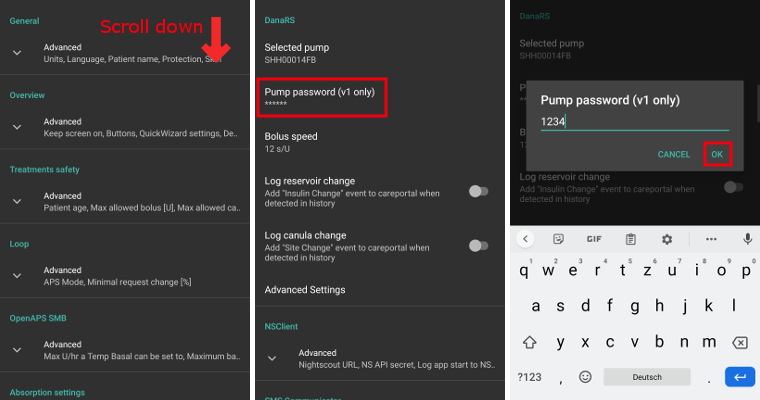 General
Scroll down
Advanced
Units, Language, Patient name, Protection, Skin
Overview
Advanced
Keep screen on, Buttons, QuickWizard settings, De..
Treatments safety
Advanced
Patient age, Max allowed bolus [U], Max allowed ca..
Loop
Advanced
APS Mode, Minimal request change [%]
OpenAPS SMB
Advanced
Max U/hr a Temp Basal can be set to, Maximum ba..
Absorption settings
DanaRS
Selected pump
SHH00014FB
Pump password (v1 only)
******
Bolus speed
12 s/U
Log reservoir change
Add "Insulin Change" event to careportal when
detected in history
Log canula change
Add "Site Change" event to careportal when
detected in history
Advanced Settings
NSClient
Advanced
Nightscout URL, NS API secret, Log app start to NS..
SMS Communicator
DanaRS
Selected pump
SHH00014FB
Pump password (v1 only)
1234
CANCEL OK
Log reservoir change
Add "Insulin Change" event to careportal when
detected in history
GIF
1 2 3 4 5 6 7 8 9 0
q w e r t z u i o p
a s d f g h j k l
y x c v b n m
?123 , Deutsch .